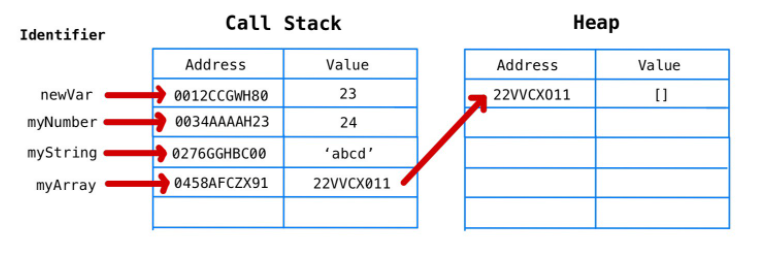 Call Stack Heap
Identifier
Address Value Address Value
newVar 0012CCGWH80 23 22VVCX011 []
myNumber 0034AAAAH23 24
myString 0276GGHBC00 ‘abcd’
myArray 0458AFCZX91 22VVCX011